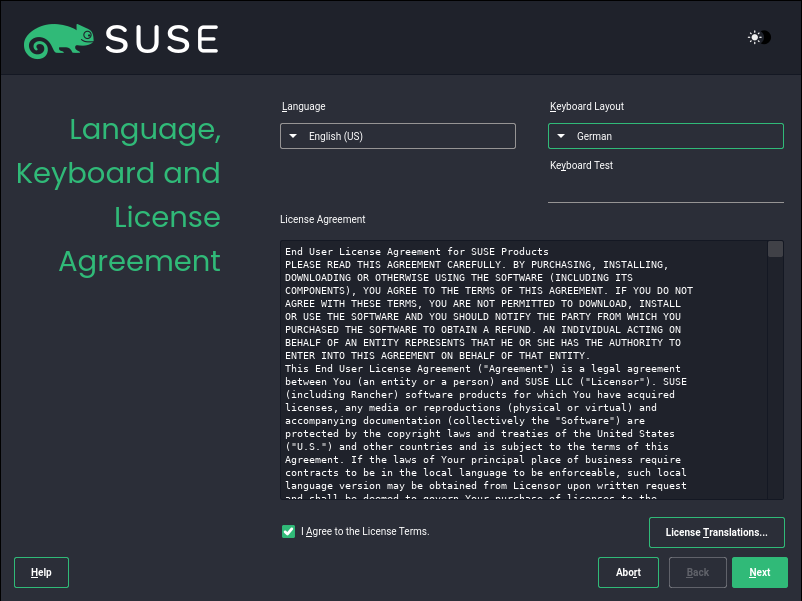 SUSE
Language,
Keyboard and
License
Agreement
Language
English (US)
Keyboard Layout
German
Keyboard Test
License Agreement
End User License Agreement for SUSE Products
PLEASE READ THIS AGREEMENT CAREFULLY. BY PURCHASING, INSTALLING,
DOWNLOADING OR OTHERWISE USING THE SOFTWARE (INCLUDING ITS
COMPONENTS), YOU AGREE TO THE TERMS OF THIS AGREEMENT. IF YOU DO NOT
AGREE WITH THESE TERMS, YOU ARE NOT PERMITTED TO DOWNLOAD, INSTALL
OR USE THE SOFTWARE AND YOU SHOULD NOTIFY THE PARTY FROM WHICH YOU
PURCHASED THE SOFTWARE TO OBTAIN A REFUND. AN INDIVIDUAL ACTING ON
BEHALF OF AN ENTITY REPRESENTS THAT HE OR SHE HAS THE AUTHORITY TO
ENTER INTO THIS AGREEMENT ON BEHALF OF THAT ENTITY.
This End User License Agreement ("Agreement") is a legal agreement
between You (an entity or a person) and SUSE LLC ("Licensor"). SUSE
(including Rancher) software products for which You have acquired
licenses, any media or reproductions (physical or virtual) and
accompanying documentation (collectively the "Software") are
protected by the copyright laws and treaties of the United States
("U.S.") and other countries and is subject to the terms of this
Agreement. If the laws of Your principal place of business require
contracts to be in the local language to be enforceable, such local
language version may be obtained from Licensor upon written request
and shall be deemed to govern Your purchase of licenses to the
I Agree to the License Terms.
License Translations...
Help
Abort
Back
Next